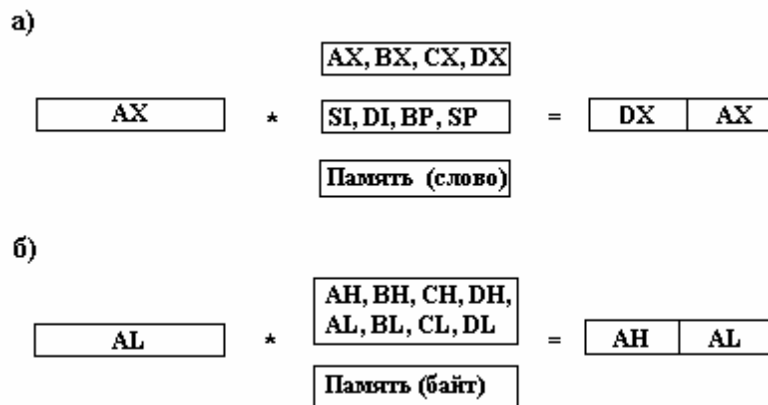 а)
AX, BX, CX, DX
AX * SI, DI, BP, SP = DX AX
Память (слово)
б)
AH, BH, CH, DH,
AL, BL, CL, DL
AL * = AH AL
Память (байт)